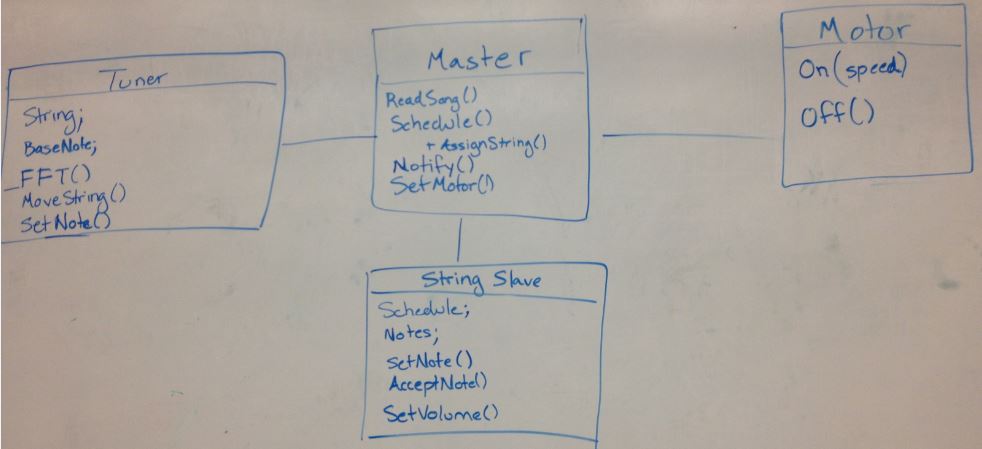 Tuner
String;
BaseNote;
_FFT()
MoveString()
SetNote()
Master
ReadSong()
Schedule()
+ AssignString()
Notify()
SetMotor()
Motor
On(speed)
Off()
String Slave
Schedule;
Notes;
SetNote()
AcceptNote()
SetVolume()